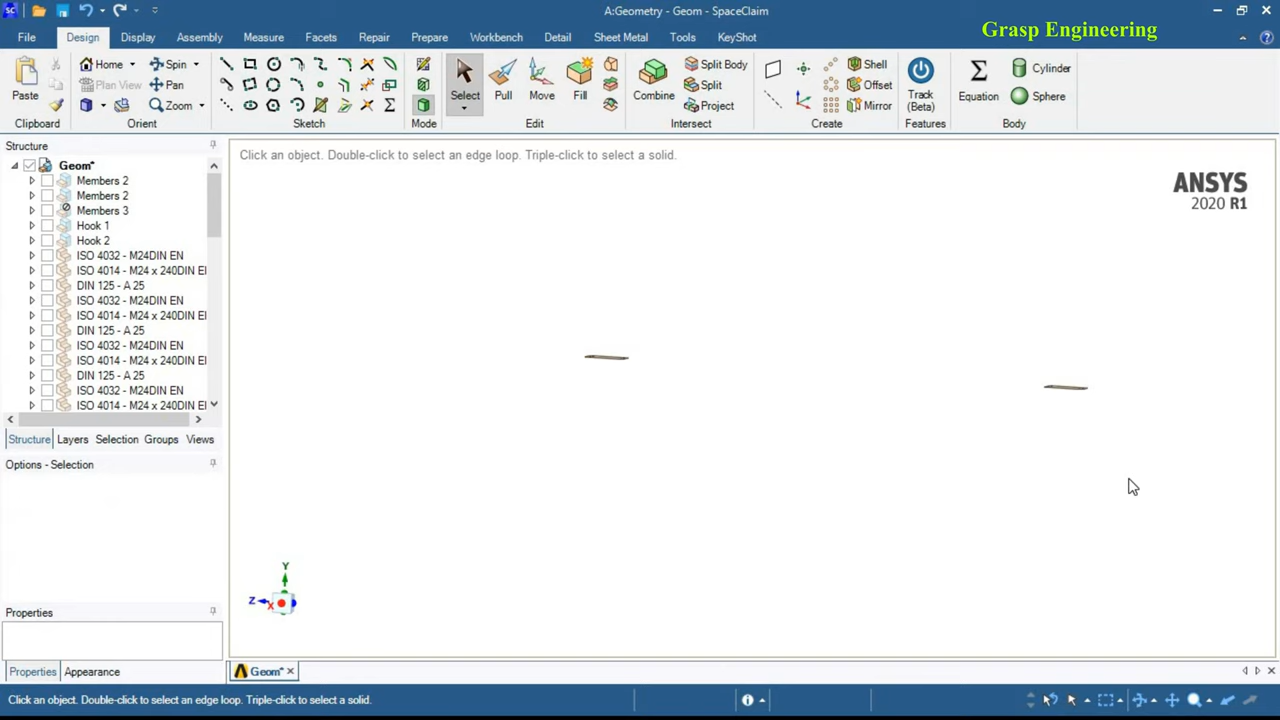 A:Geometry - Geom - SpaceClaim
Grasp Engineering
File Design Display Assembly Measure Facets Repair Prepare Workbench Detail Sheet Metal Tools KeyShot
Paste
Home
Plan View
Spin
Pan
Zoom
Select
Pull
Move
Fill
Combine
Split Body
Split
Project
Shell
Offset
Mirror
Track
(Beta)
Equation
Cylinder
Sphere
Clipboard Orient Sketch Mode Edit Intersect Create Features Body
Structure
Geom*
Members 2
Members 2
Members 3
Hook 1
Hook 2
ISO 4032 - M24DIN EN
ISO 4014 - M24 x 240DIN EI
DIN 125 - A 25
ISO 4032 - M24DIN EN
ISO 4014 - M24 x 240DIN EI
DIN 125 - A 25
ISO 4032 - M24DIN EN
ISO 4014 - M24 x 240DIN EI
DIN 125 - A 25
ISO 4032 - M24DIN EN
ISO 4014 - M24 x 240DIN EI
Structure Layers Selection Groups Views
Options - Selection
Properties
Properties Appearance
Click an object. Double-click to select an edge loop. Triple-click to select a solid.
ANSYS
2020 R1
Y
Z
X
Geom*
Click an object. Double-click to select an edge loop. Triple-click to select a solid.